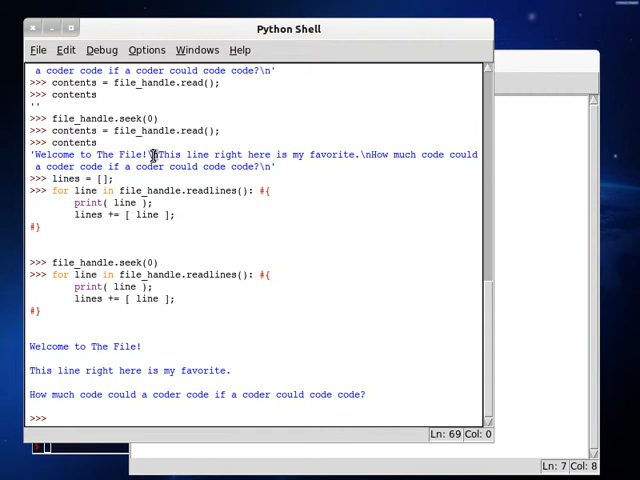 Python Shell
File Edit Debug Options Windows Help
a coder code if a coder could code code?\n'
>>> contents = file_handle.read();
>>> contents
''
>>> file_handle.seek(0)
>>> contents = file_handle.read();
>>> contents
'Welcome to The File!\nThis line right here is my favorite.\nHow much code could
a coder code if a coder could code code?\n'
>>> lines = [];
>>> for line in file_handle.readlines(): #{
print( line );
lines += [ line ];
#}
>>> file_handle.seek(0)
>>> for line in file_handle.readlines(): #{
print( line );
lines += [ line ];
#}
Welcome to The File!
This line right here is my favorite.
How much code could a coder code if a coder could code code?
>>>
Ln: 69 Col: 0
Ln: 7 Col: 8